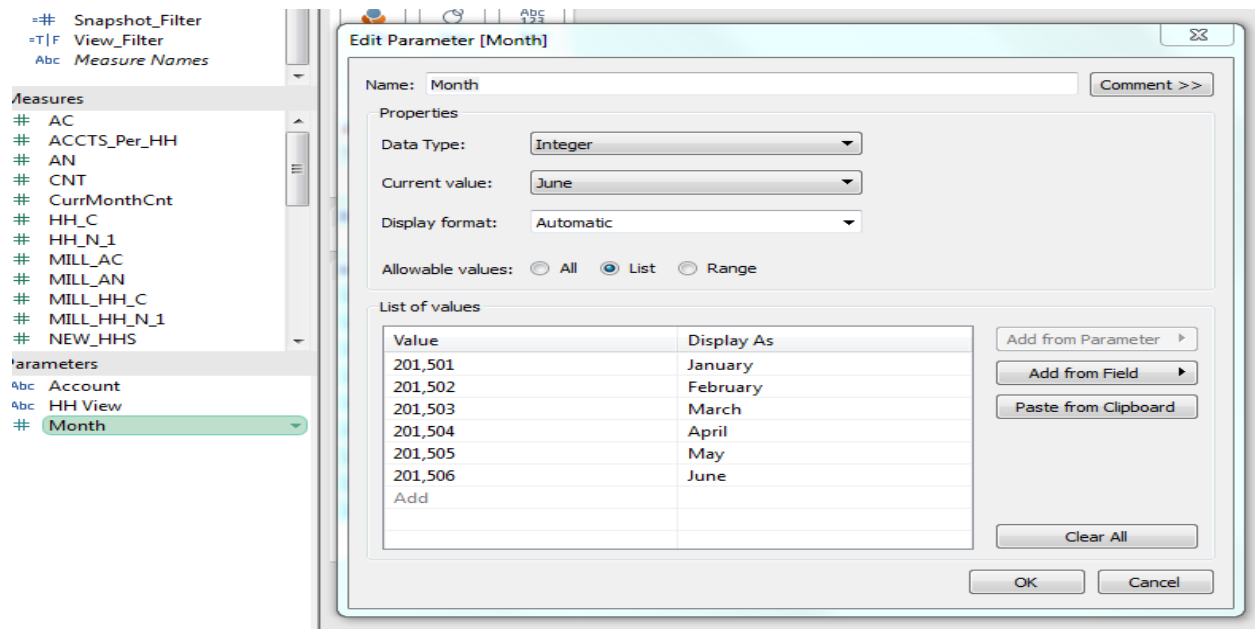 =# Snapshot_Filter
=T|F View_Filter
Abc Measure Names
Measures
# AC
# ACCTS_Per_HH
# AN
# CNT
# CurrMonthCnt
# HH_C
# HH_N_1
# MILL_AC
# MILL_AN
# MILL_HH_C
# MILL_HH_N_1
# NEW_HHS
Parameters
Abc Account
Abc HH View
# Month
Abc
123
Edit Parameter [Month]
Name: Month
Comment >>
Properties
Data Type: Integer
Current value: June
Display format: Automatic
Allowable values: All List Range
List of values
Value Display As
201,501 January
201,502 February
201,503 March
201,504 April
201,505 May
201,506 June
Add
Add from Parameter
Add from Field
Paste from Clipboard
Clear All
OK Cancel